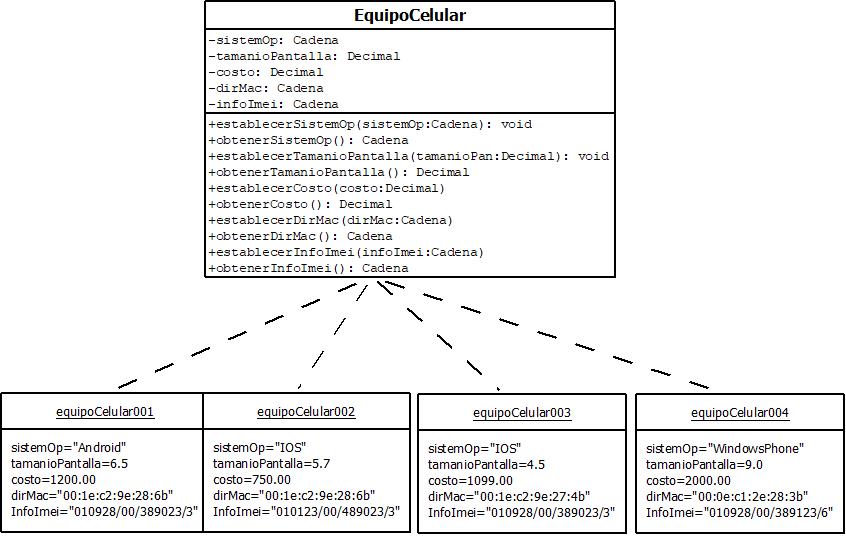 EquipoCelular
-sistemOp: Cadena
-tamanioPantalla: Decimal
-costo: Decimal
-dirMac: Cadena
-infoImei: Cadena
+establecerSistemOp(sistemOp:Cadena): void
+obtenerSistemOp(): Cadena
+establecerTamanioPantalla(tamanioPan:Decimal): void
+obtenerTamanioPantalla(): Decimal
+establecerCosto(costo:Decimal)
+obtenerCosto(): Decimal
+establecerDirMac(dirMac:Cadena)
+obtenerDirMac(): Cadena
+establecerInfoImei(infoImei:Cadena)
+obtenerInfoImei(): Cadena
equipoCelular001
sistemOp="Android"
tamanioPantalla=6.5
costo=1200.00
dirMac="00:1e:c2:9e:28:6b"
InfoImei="010928/00/389023/3"
equipoCelular002
sistemOp="IOS"
tamanioPantalla=5.7
costo=750.00
dirMac="00:1e:c2:9e:28:6b"
InfoImei="010123/00/489023/3"
equipoCelular003
sistemOp="IOS"
tamanioPantalla=4.5
costo=1099.00
dirMac="00:1e:c2:9e:27:4b"
InfoImei="010928/00/389023/3"
equipoCelular004
sistemOp="WindowsPhone"
tamanioPantalla=9.0
costo=2000.00
dirMac="00:0e:c1:2e:28:3b"
InfoImei="010928/00/389123/6"